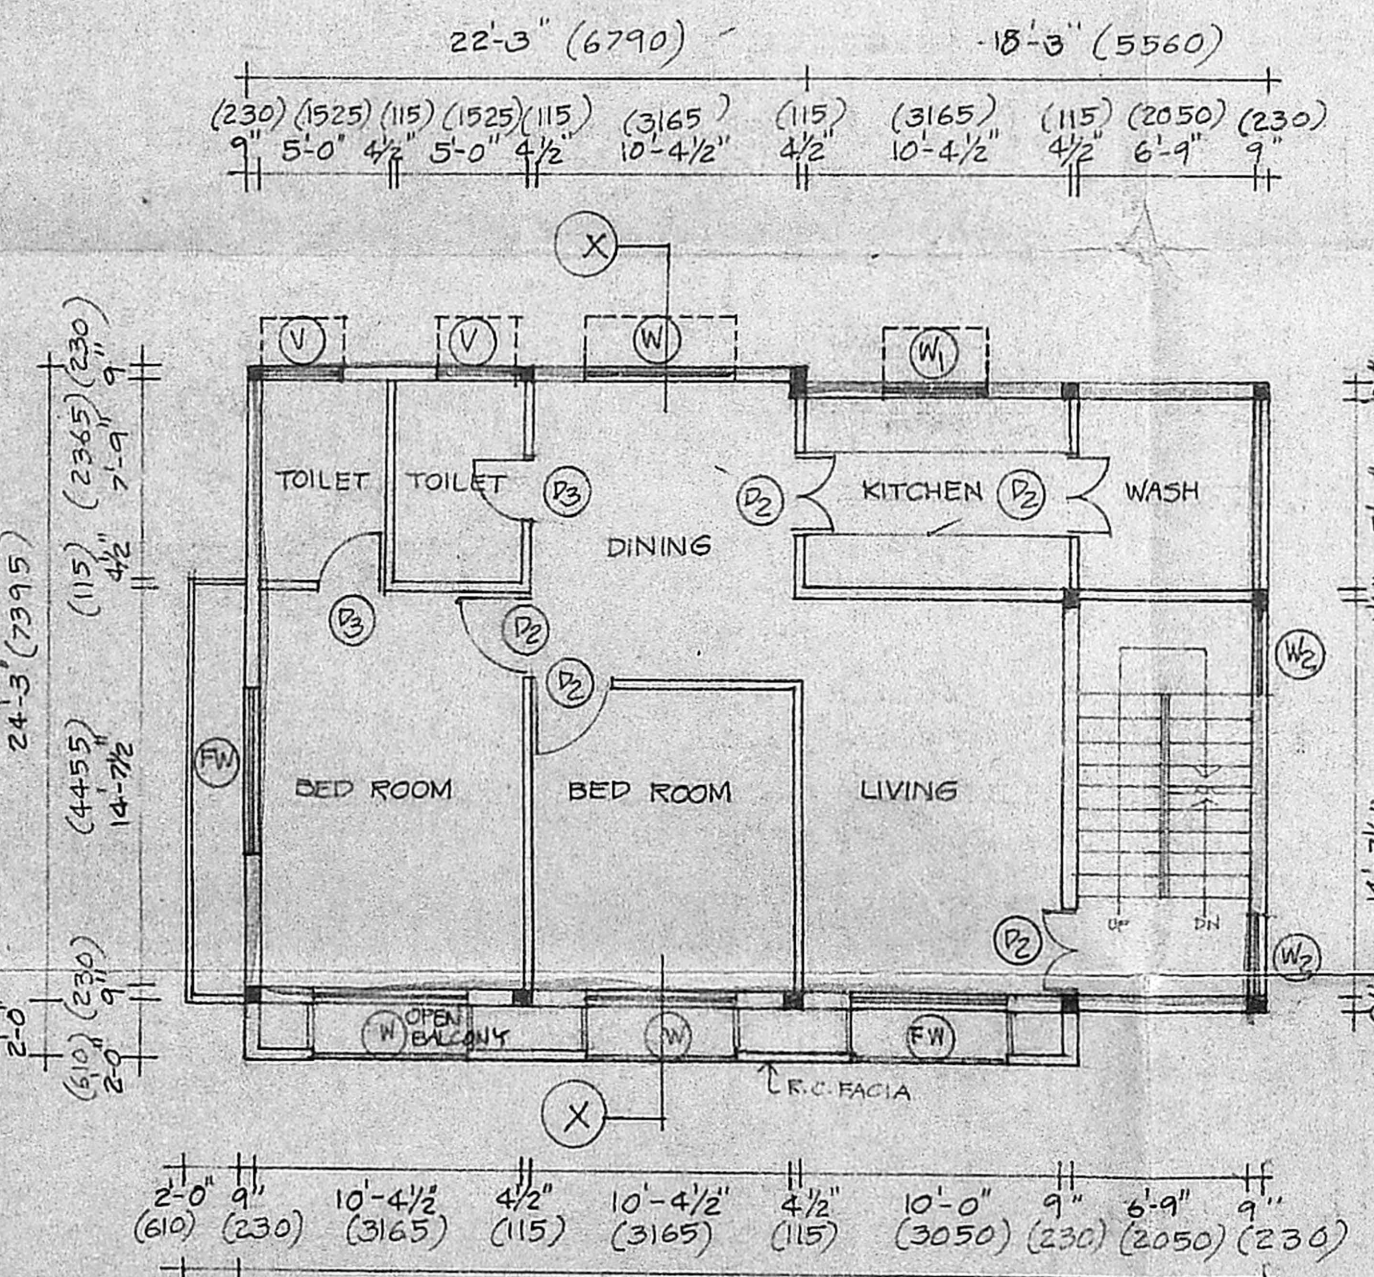 22'-3" (6790) 18'-3" (5560)
(230) (1525) (115) (1525) (115) (3165) (115) (3165) (115) (2050) (230)
9" 5'-0" 4½" 5'-0" 4½" 10'-4½" 4½" 10'-4½" 4½" 6'-9" 9"
X
V V W W1
(230)
9"
(2365)
7'-9"
(115)
4½"
24'-3" (7395)
(4455)
14'-7½"
(230)
9"
2'-0"
(610)
2'-0"
TOILET TOILET D3 D2 KITCHEN D2 WASH
DINING
D3 D2
D2
W2
FW
BED ROOM BED ROOM LIVING
UP DN
D2
W2
W OPEN BALCONY W FW
R.C. FACIA
X
2'-0" 9" 10'-4½" 4½" 10'-4½" 4½" 10'-0" 9" 6'-9" 9"
(610) (230) (3165) (115) (3165) (115) (3050) (230) (2050) (230)